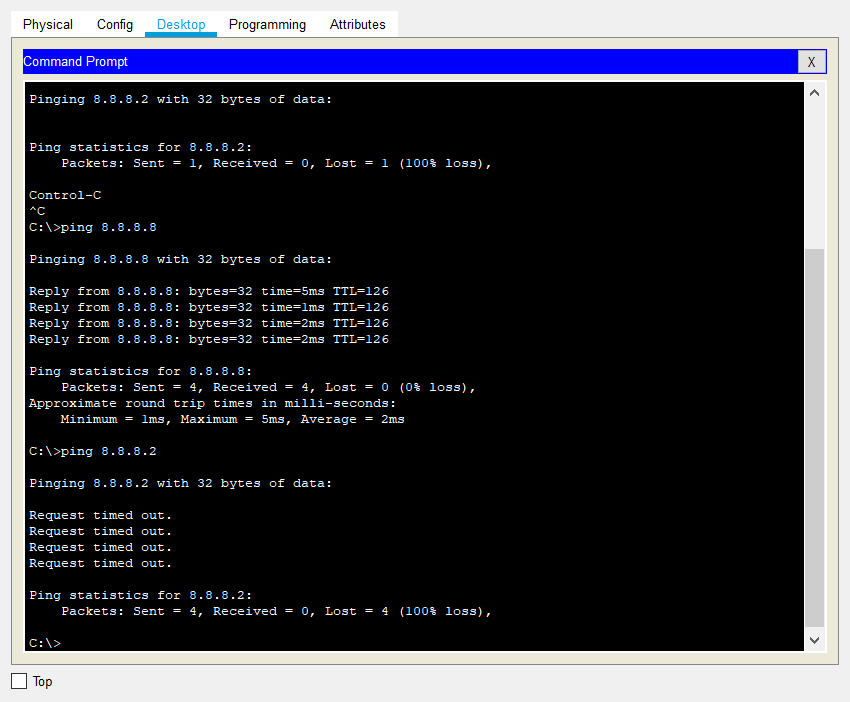 Physical Config Desktop Programming Attributes
Command Prompt X
Pinging 8.8.8.2 with 32 bytes of data:
Ping statistics for 8.8.8.2:
Packets: Sent = 1, Received = 0, Lost = 1 (100% loss),
Control-C
^C
C:\>ping 8.8.8.8
Pinging 8.8.8.8 with 32 bytes of data:
Reply from 8.8.8.8: bytes=32 time=5ms TTL=126
Reply from 8.8.8.8: bytes=32 time=1ms TTL=126
Reply from 8.8.8.8: bytes=32 time=2ms TTL=126
Reply from 8.8.8.8: bytes=32 time=2ms TTL=126
Ping statistics for 8.8.8.8:
Packets: Sent = 4, Received = 4, Lost = 0 (0% loss),
Approximate round trip times in milli-seconds:
Minimum = 1ms, Maximum = 5ms, Average = 2ms
C:\>ping 8.8.8.2
Pinging 8.8.8.2 with 32 bytes of data:
Request timed out.
Request timed out.
Request timed out.
Request timed out.
Ping statistics for 8.8.8.2:
Packets: Sent = 4, Received = 0, Lost = 4 (100% loss),
C:\>
Top